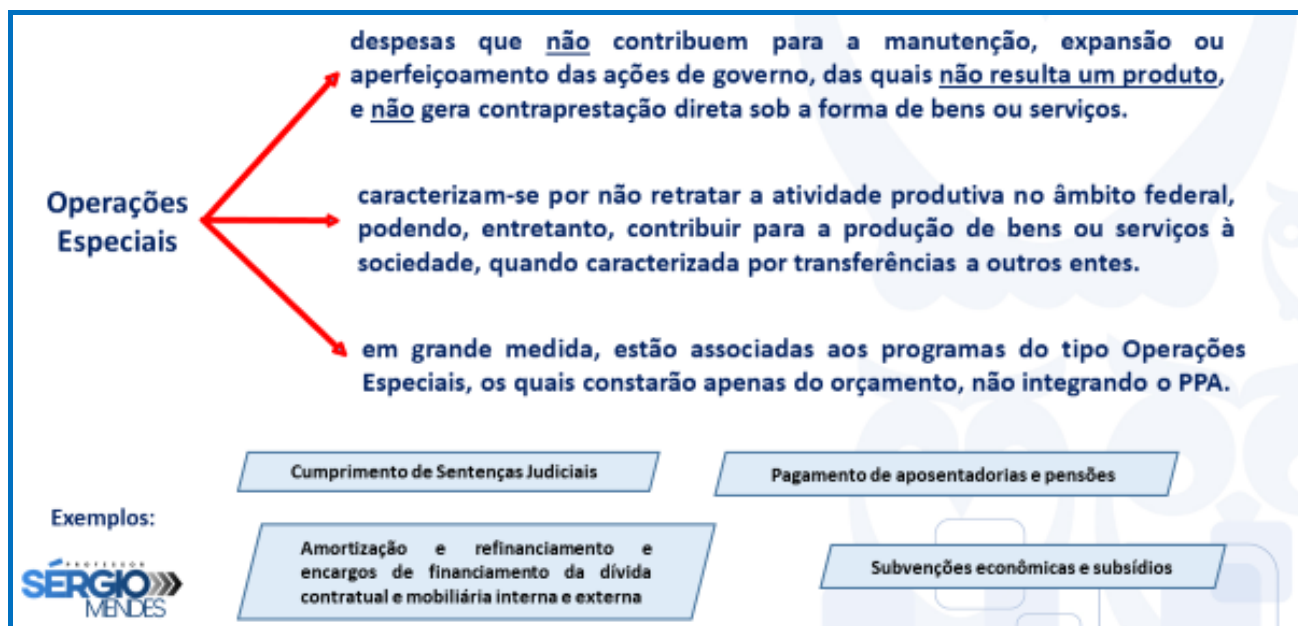 despesas que não contribuem para a manutenção, expansão ou
aperfeiçoamento das ações de governo, das quais não resulta um produto,
e não gera contraprestação direta sob a forma de bens ou serviços.
Operações
Especiais
caracterizam-se por não retratar a atividade produtiva no âmbito federal,
podendo, entretanto, contribuir para a produção de bens ou serviços à
sociedade, quando caracterizada por transferências a outros entes.
em grande medida, estão associadas aos programas do tipo Operações
Especiais, os quais constarão apenas do orçamento, não integrando o PPA.
Exemplos:
Cumprimento de Sentenças Judiciais
Pagamento de aposentadorias e pensões
Amortização e refinanciamento e
encargos de financiamento da dívida
contratual e mobiliária interna e externa
Subvenções econômicas e subsídios
PROFESSOR
SÉRGIO
MENDES